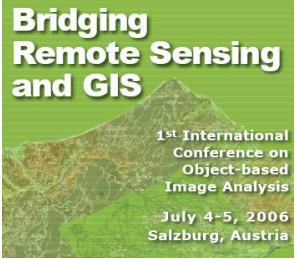 Bridging
Remote Sensing
and GIS
1st International
Conference on
Object-based
Image Analysis
July 4-5, 2006
Salzburg, Austria